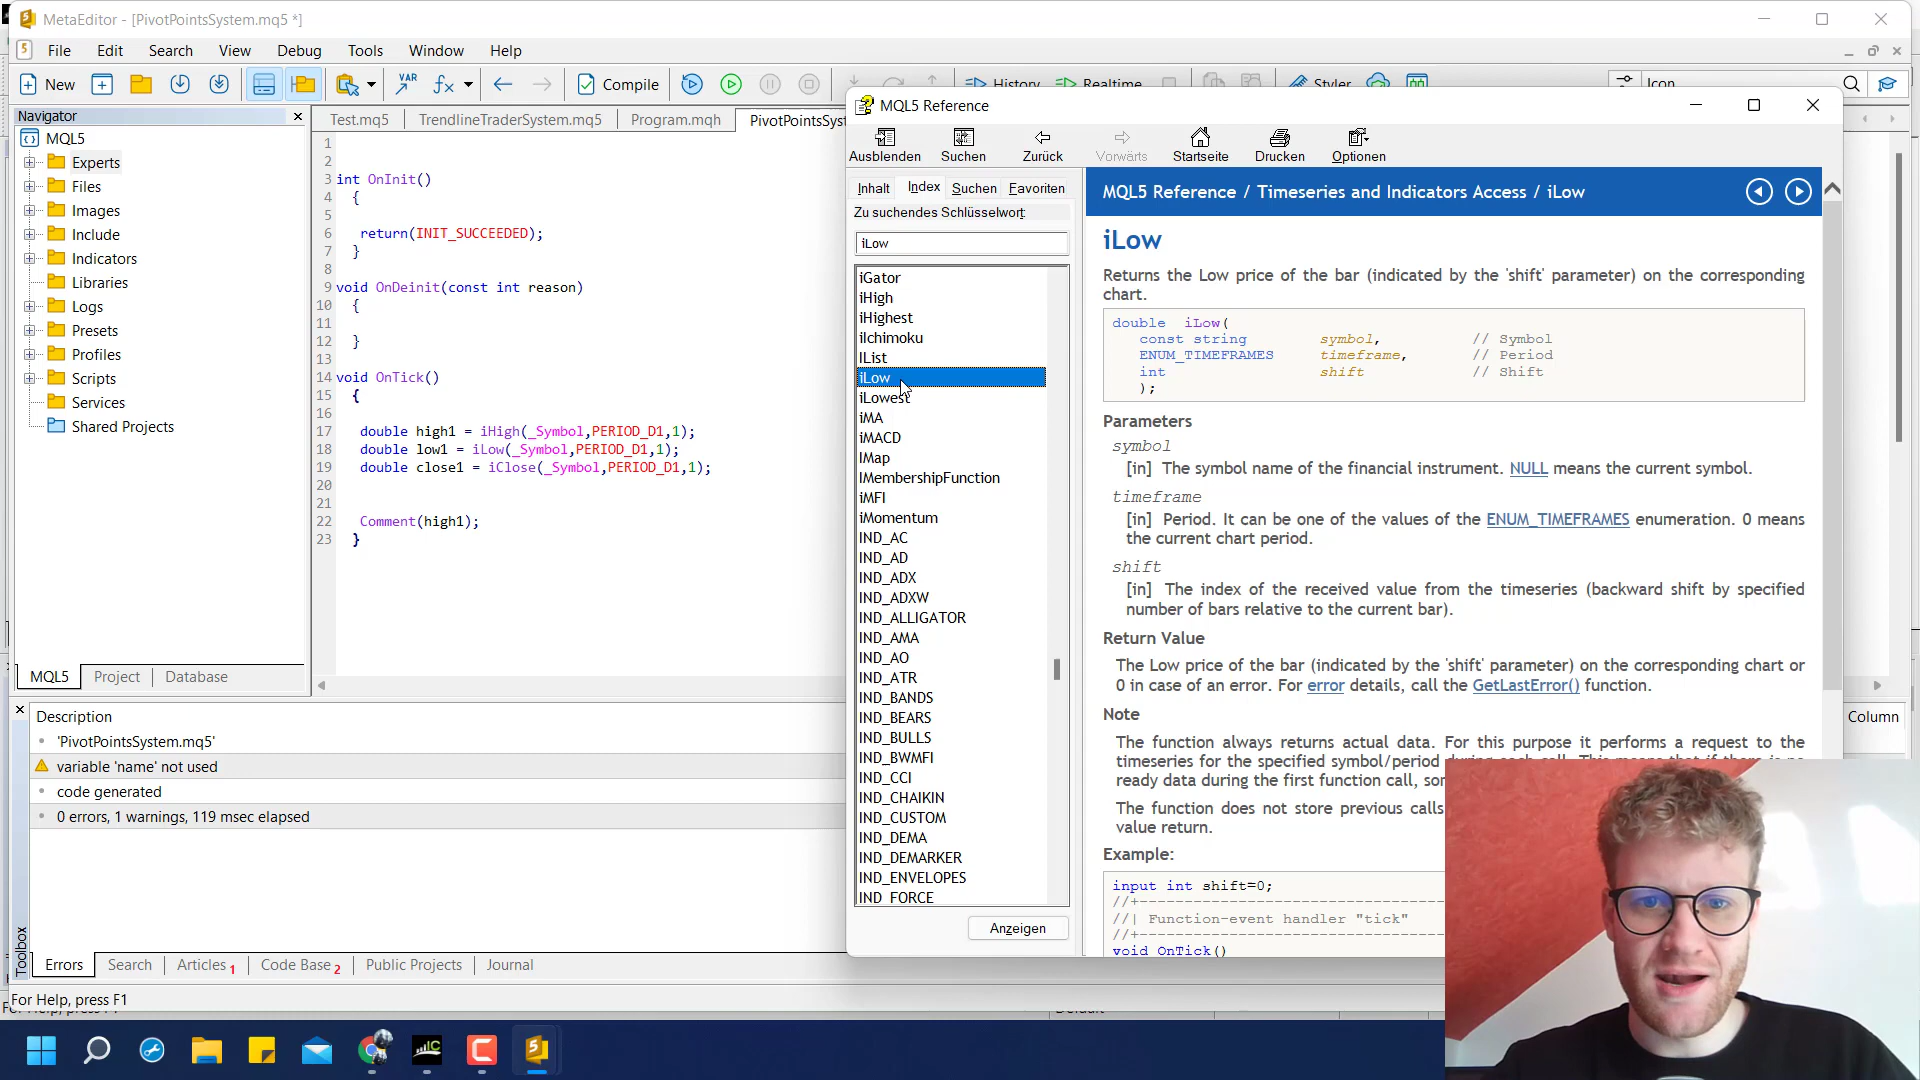 MetaEditor - [PivotPointsSystem.mq5 *]
File Edit Search View Debug Tools Window Help
New VAR fx Compile History Realtime Styler Icon
Navigator
MQL5
Experts
Files
Images
Include
Indicators
Libraries
Logs
Presets
Profiles
Scripts
Services
Shared Projects
MQL5 Project Database
Test.mq5 TrendlineTraderSystem.mq5 Program.mqh PivotPointsSyst
1
2
3 int OnInit()
4 {
5
6 return(INIT_SUCCEEDED);
7 }
8
9 void OnDeinit(const int reason)
10 {
11
12 }
13
14 void OnTick()
15 {
16
17 double high1 = iHigh(_Symbol,PERIOD_D1,1);
18 double low1 = iLow(_Symbol,PERIOD_D1,1);
19 double close1 = iClose(_Symbol,PERIOD_D1,1);
20
21
22 Comment(high1);
23 }
MQL5 Reference
Ausblenden Suchen Zurück Vorwärts Startseite Drucken Optionen
Inhalt Index Suchen Favoriten
Zu suchendes Schlüsselwort:
iLow
iGator
iHigh
iHighest
iIchimoku
IList
iLow
iLowest
iMA
iMACD
IMap
IMembershipFunction
iMFI
iMomentum
IND_AC
IND_AD
IND_ADX
IND_ADXW
IND_ALLIGATOR
IND_AMA
IND_AO
IND_ATR
IND_BANDS
IND_BEARS
IND_BULLS
IND_BWMFI
IND_CCI
IND_CHAIKIN
IND_CUSTOM
IND_DEMA
IND_DEMARKER
IND_ENVELOPES
IND_FORCE
Anzeigen
MQL5 Reference / Timeseries and Indicators Access / iLow
iLow
Returns the Low price of the bar (indicated by the 'shift' parameter) on the corresponding
chart.
double iLow(
const string symbol, // Symbol
ENUM_TIMEFRAMES timeframe, // Period
int shift // Shift
);
Parameters
symbol
[in] The symbol name of the financial instrument. NULL means the current symbol.
timeframe
[in] Period. It can be one of the values of the ENUM_TIMEFRAMES enumeration. 0 means
the current chart period.
shift
[in] The index of the received value from the timeseries (backward shift by specified
number of bars relative to the current bar).
Return Value
The Low price of the bar (indicated by the 'shift' parameter) on the corresponding chart or
0 in case of an error. For error details, call the GetLastError() function.
Note
The function always returns actual data. For this purpose it performs a request to the
timeseries for the specified symbol/period during each call. This means that if there is no
ready data during the first function call, so
The function does not store previous calls
value return.
Example:
input int shift=0;
//+----------------------------------
//| Function-event handler "tick"
//+----------------------------------
void OnTick()
Description
Column
'PivotPointsSystem.mq5'
variable 'name' not used
code generated
0 errors, 1 warnings, 119 msec elapsed
Toolbox
Errors Search Articles 1 Code Base 2 Public Projects Journal
For Help, press F1